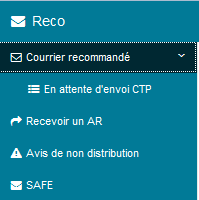 Reco
Courrier recommandé
En attente d'envoi CTP
Recevoir un AR
Avis de non distribution
SAFE